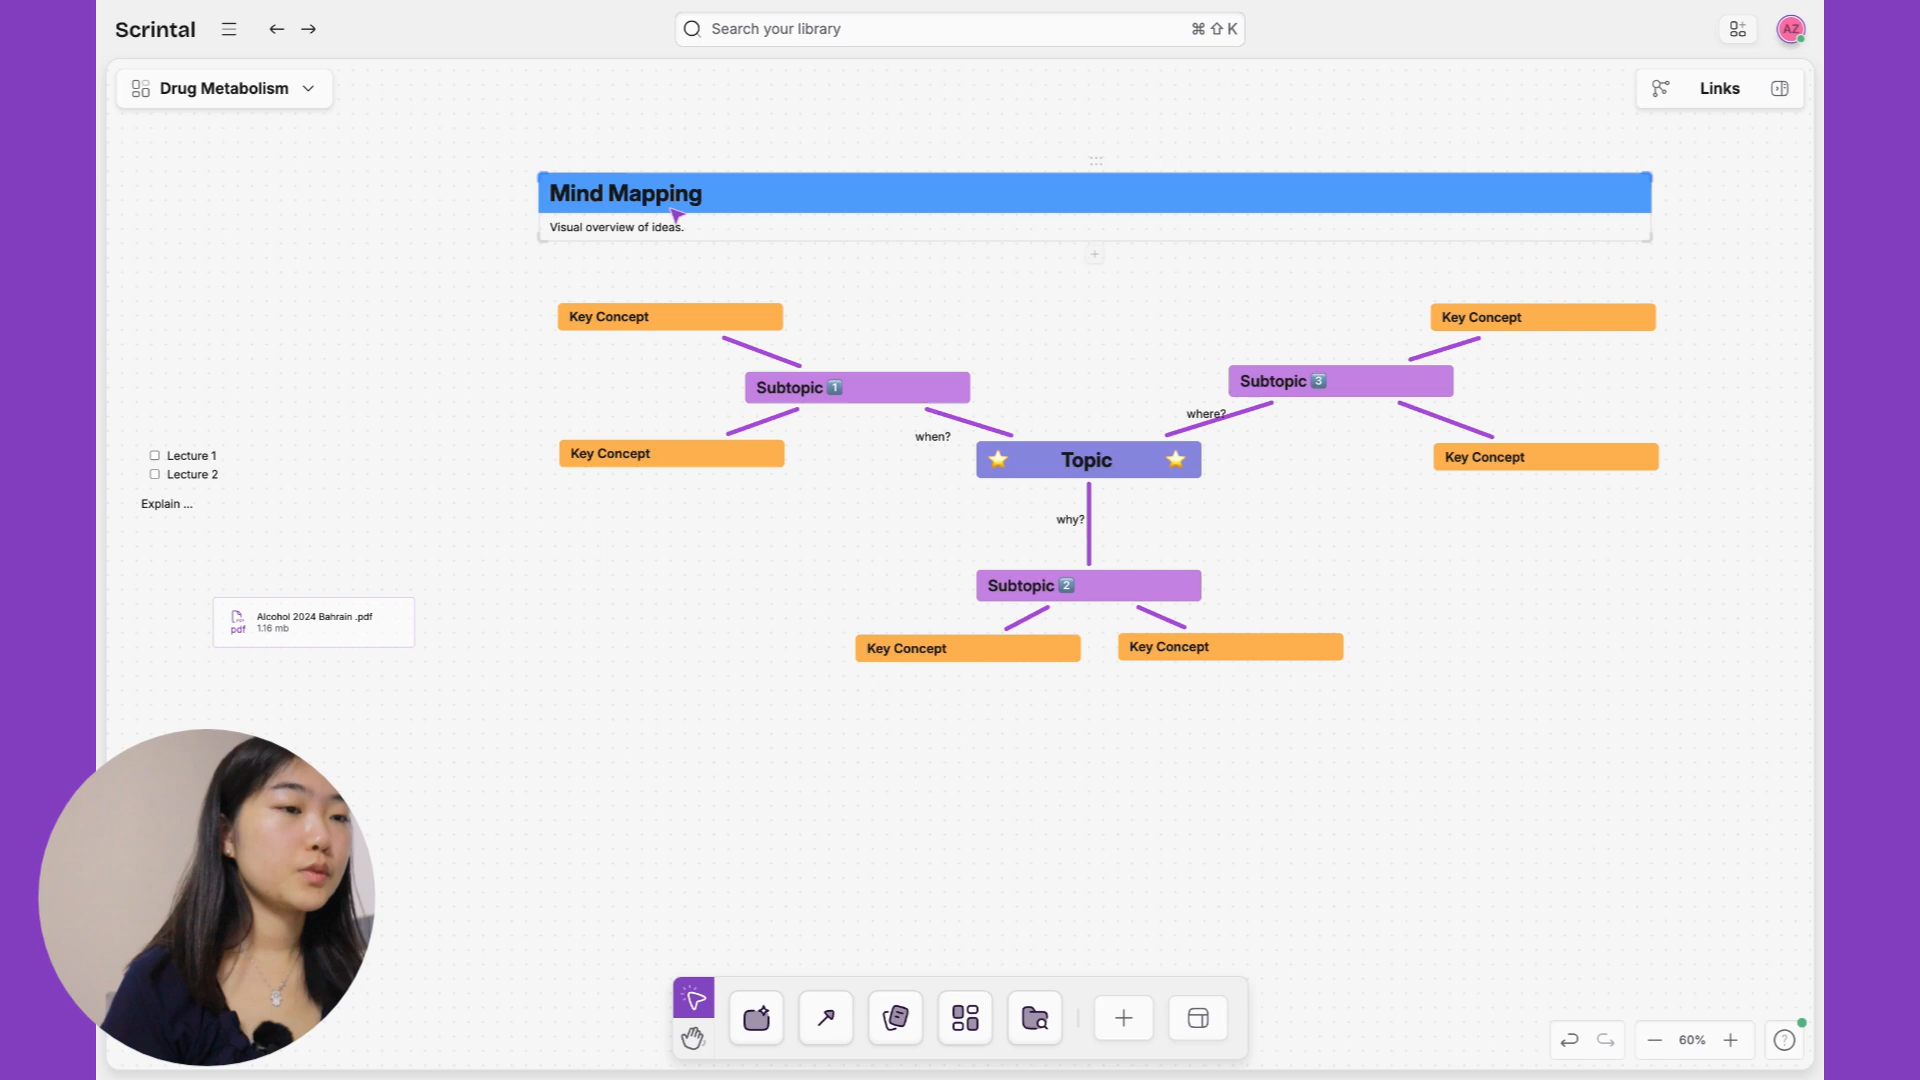 Scrintal
Search your library
⌘ ⇧ K
AZ
Drug Metabolism
Links
Mind Mapping
Visual overview of ideas.
Key Concept
Key Concept
Subtopic 1
Subtopic 3
where?
when?
Key Concept
Topic
Key Concept
Lecture 1
Lecture 2
Explain ...
why?
Subtopic 2
Alcohol 2024 Bahrain .pdf
pdf
1.16 mb
Key Concept
Key Concept
60%